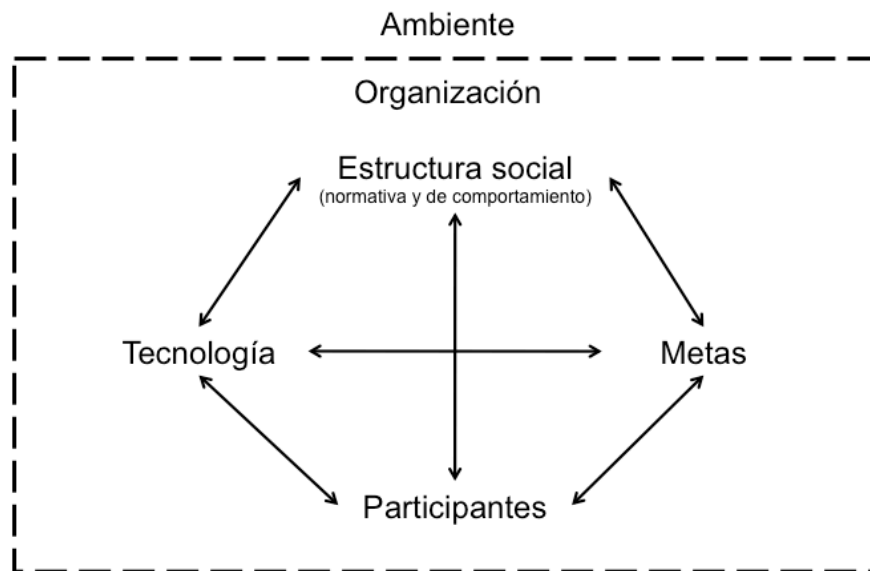 Ambiente
Organización
Estructura social
(normativa y de comportamiento)
Tecnología
Metas
Participantes